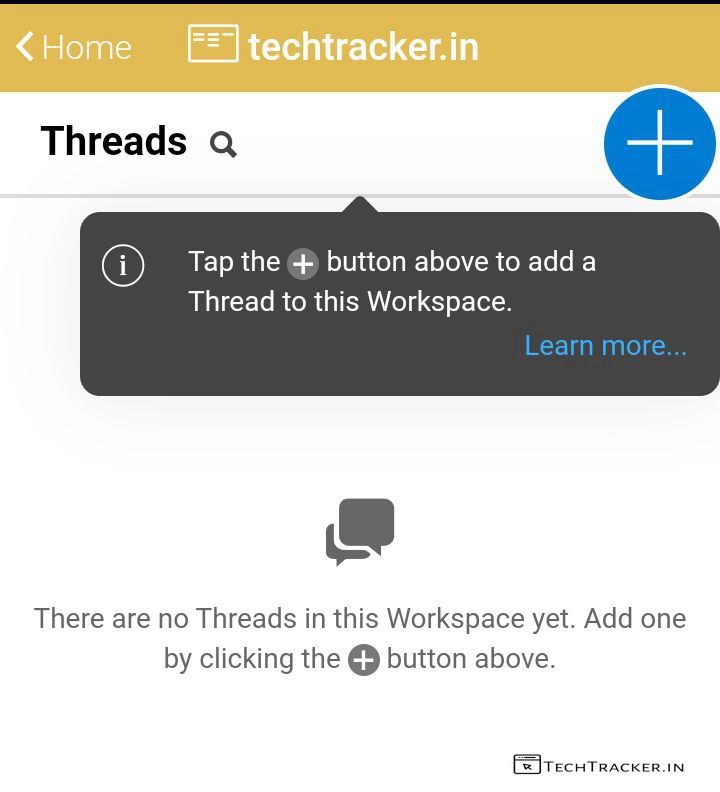 Home techtracker.in
Threads
Tap the + button above to add a
Thread to this Workspace.
Learn more...
There are no Threads in this Workspace yet. Add one
by clicking the + button above.
TECHTRACKER.IN